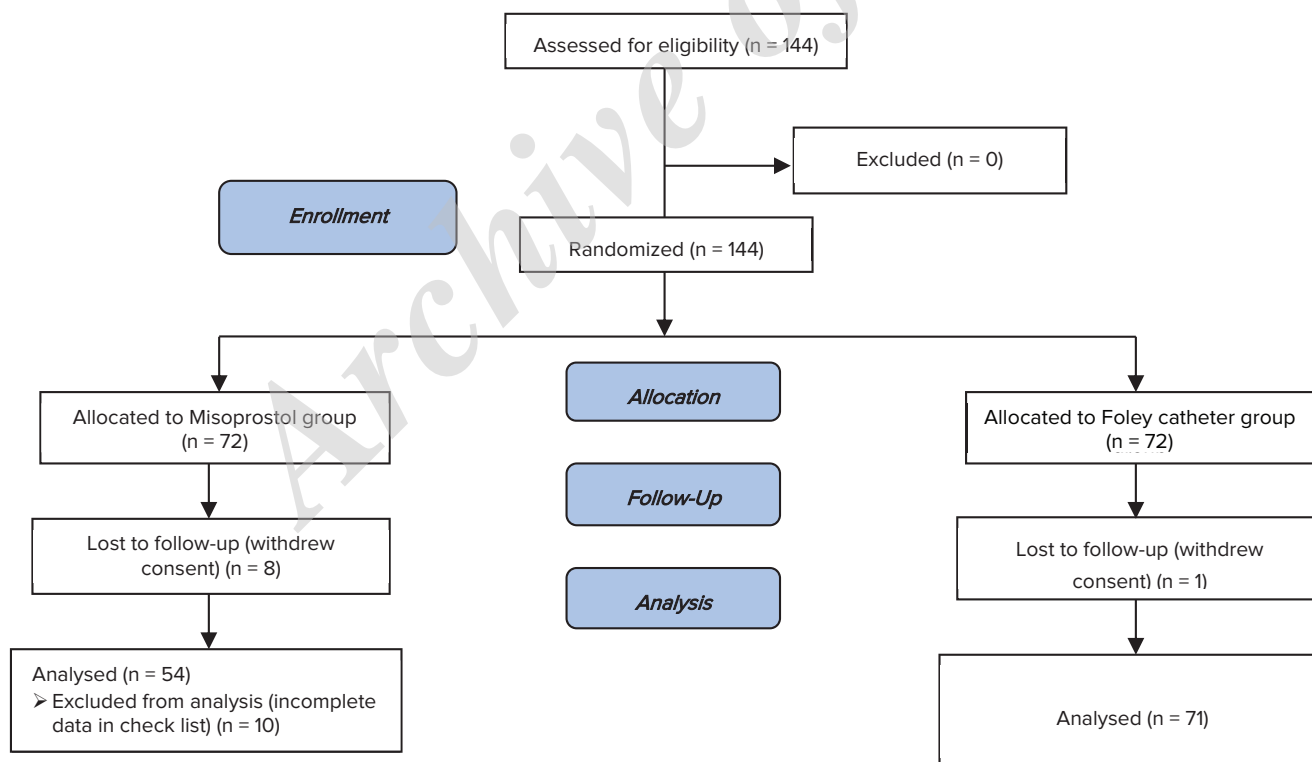 Assessed for eligibility (n = 144)
Excluded (n = 0)
Enrollment
Randomized (n = 144)
Allocation
Allocated to Misoprostol group
(n = 72)
Allocated to Foley catheter group
(n = 72)
Follow-Up
Lost to follow-up (withdrew
consent) (n = 8)
Lost to follow-up (withdrew
consent) (n = 1)
Analysis
Analysed (n = 54)
➢ Excluded from analysis (incomplete
data in check list) (n = 10)
Analysed (n = 71)
Archive of